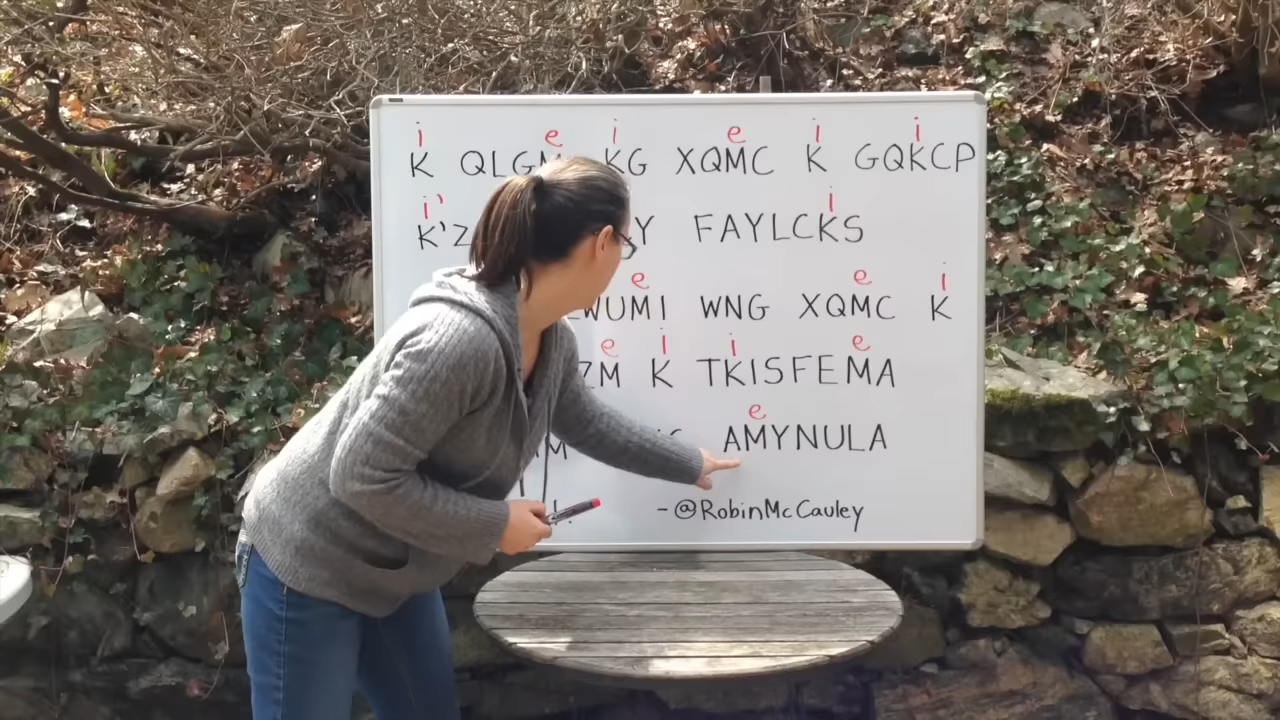 i e i e i i
K QLGM KG XQMC K GQKCP
i' i
K'Z FAYLCKS
e e i
WUMI WNG XQMC K
e i i e
ZM K TKISFEMA
e
AMYNULA
-@RobinMcCauley